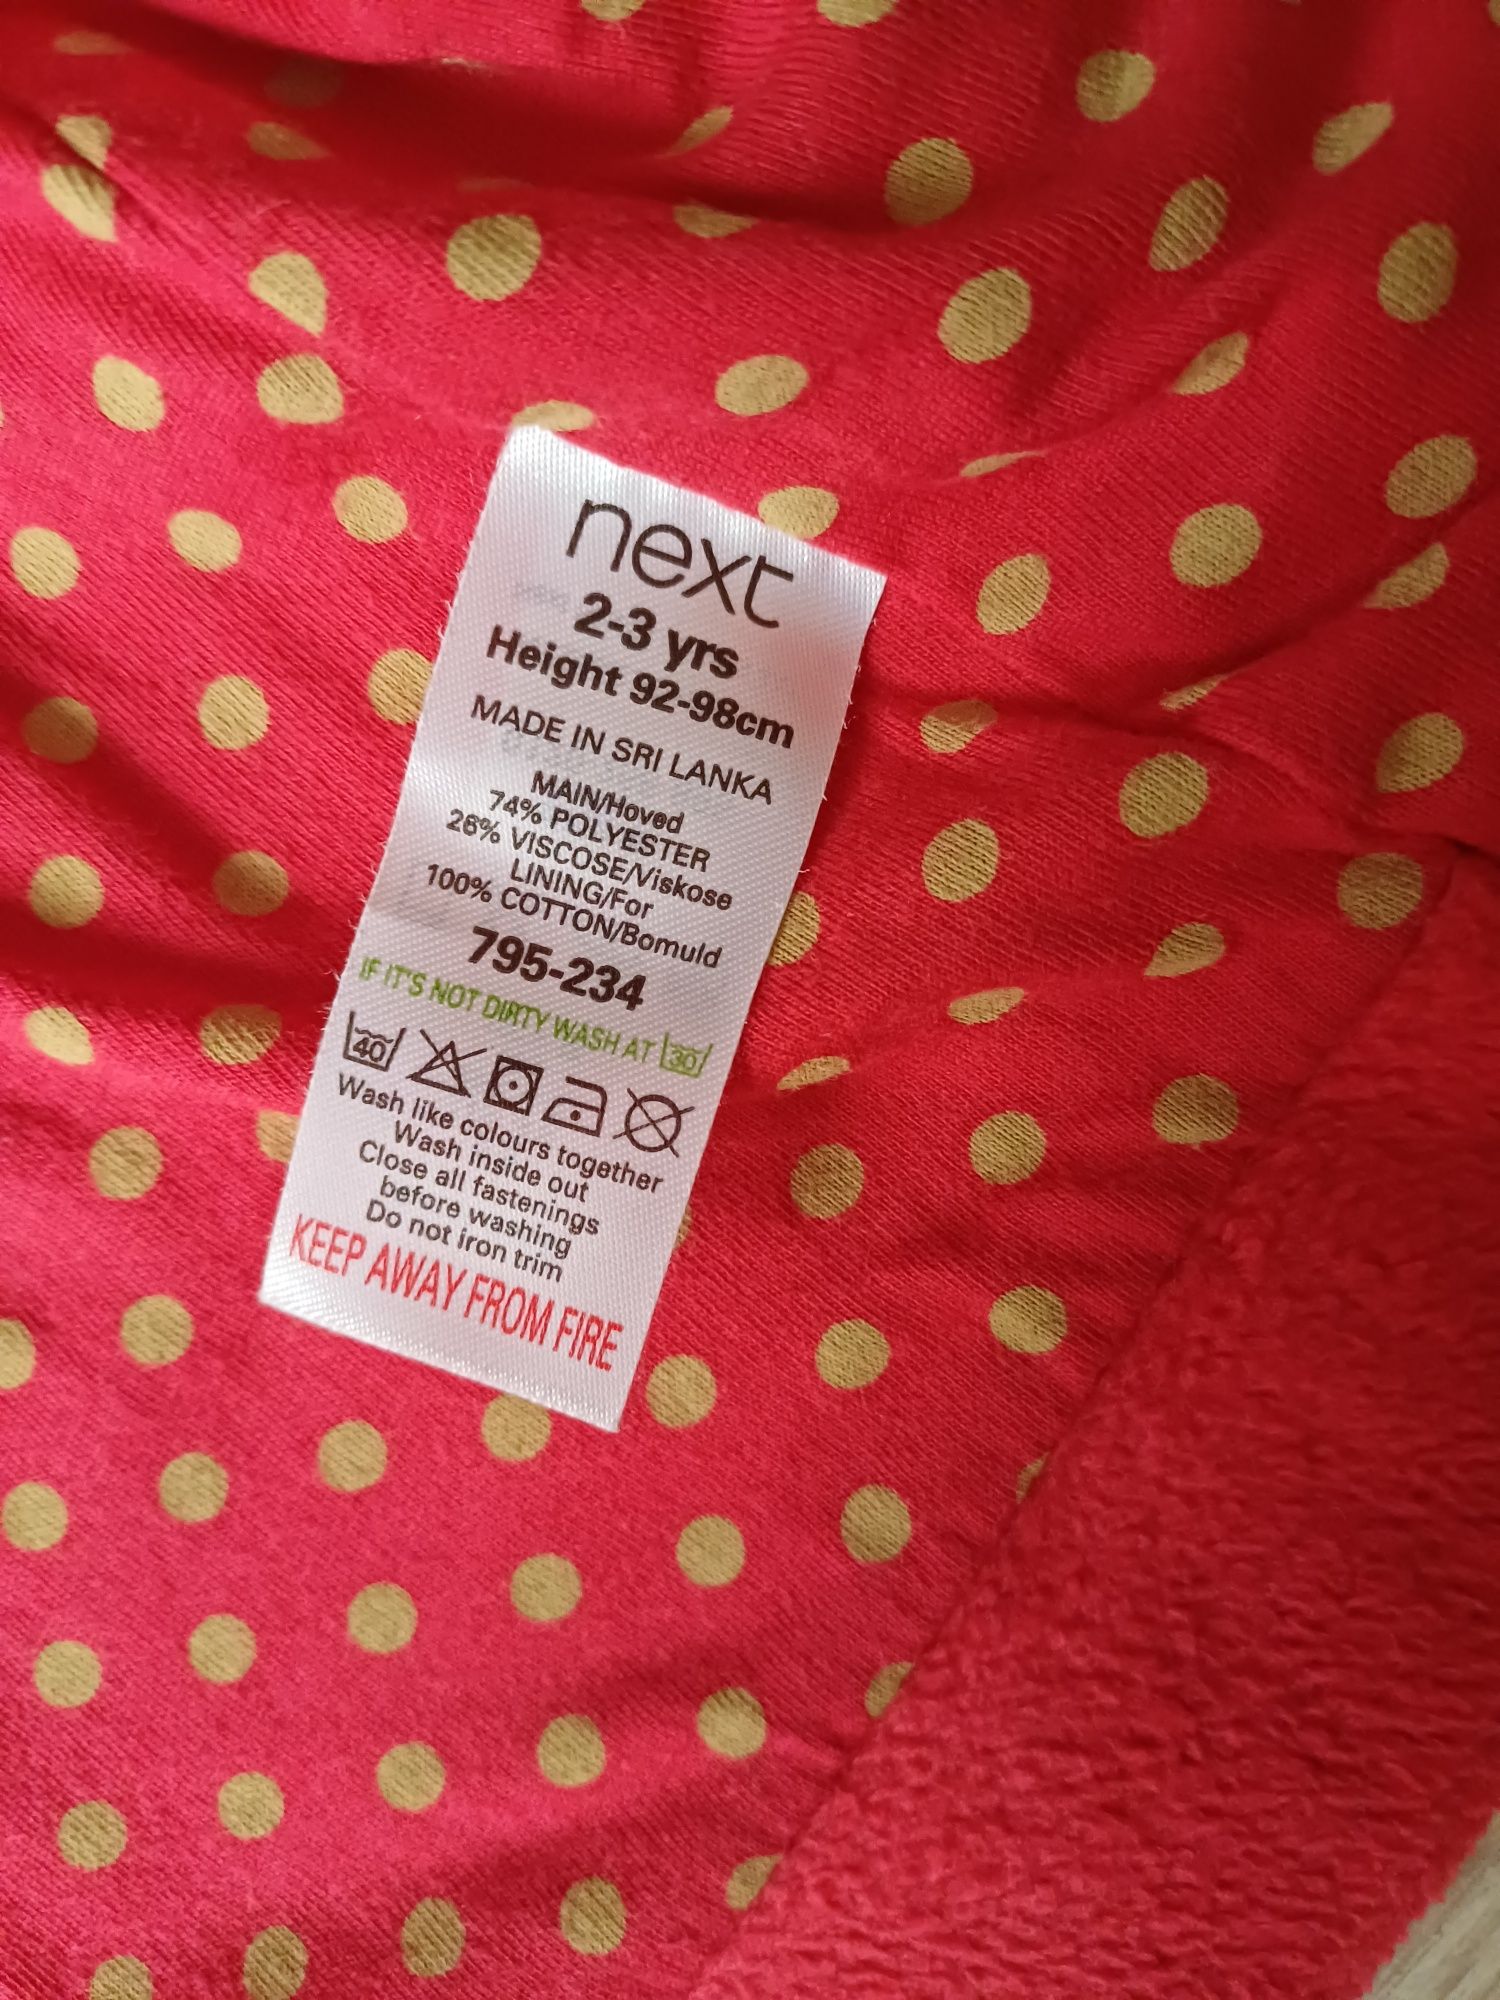 next
2-3 yrs
Height 92-98cm
MADE IN SRI LANKA
MAIN/Hoved
74% POLYESTER
26% VISCOSE/Viskose
LINING/For
100% COTTON/Bomuld
795-234
IF IT'S NOT DIRTY WASH AT 30
40
Wash like colours together
Wash inside out
Close all fastenings
before washing
Do not iron trim
KEEP AWAY FROM FIRE